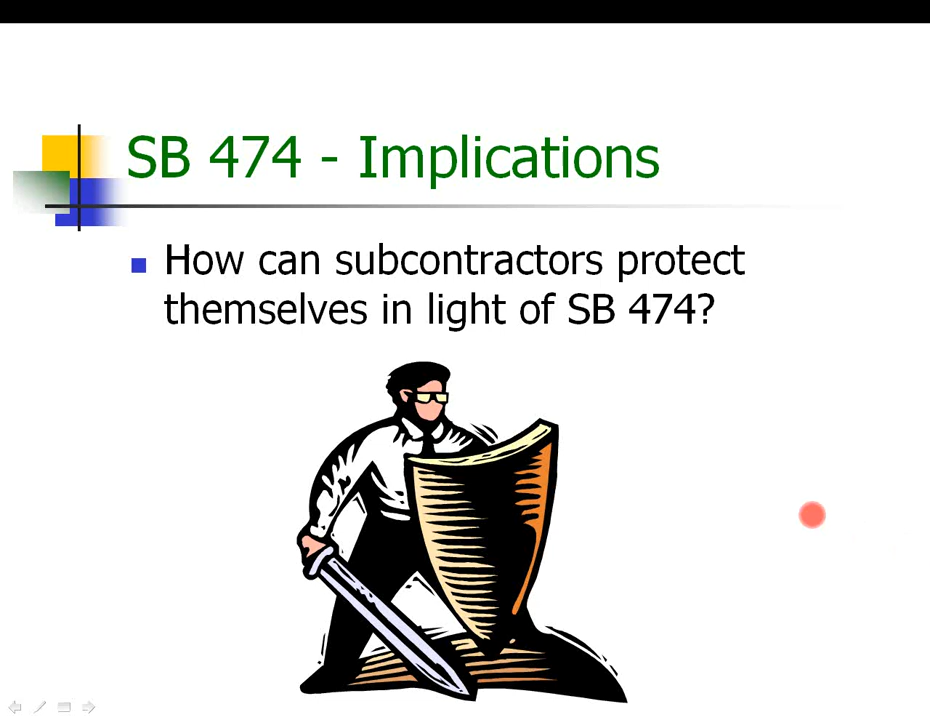 SB 474 - Implications
How can subcontractors protect
themselves in light of SB 474?